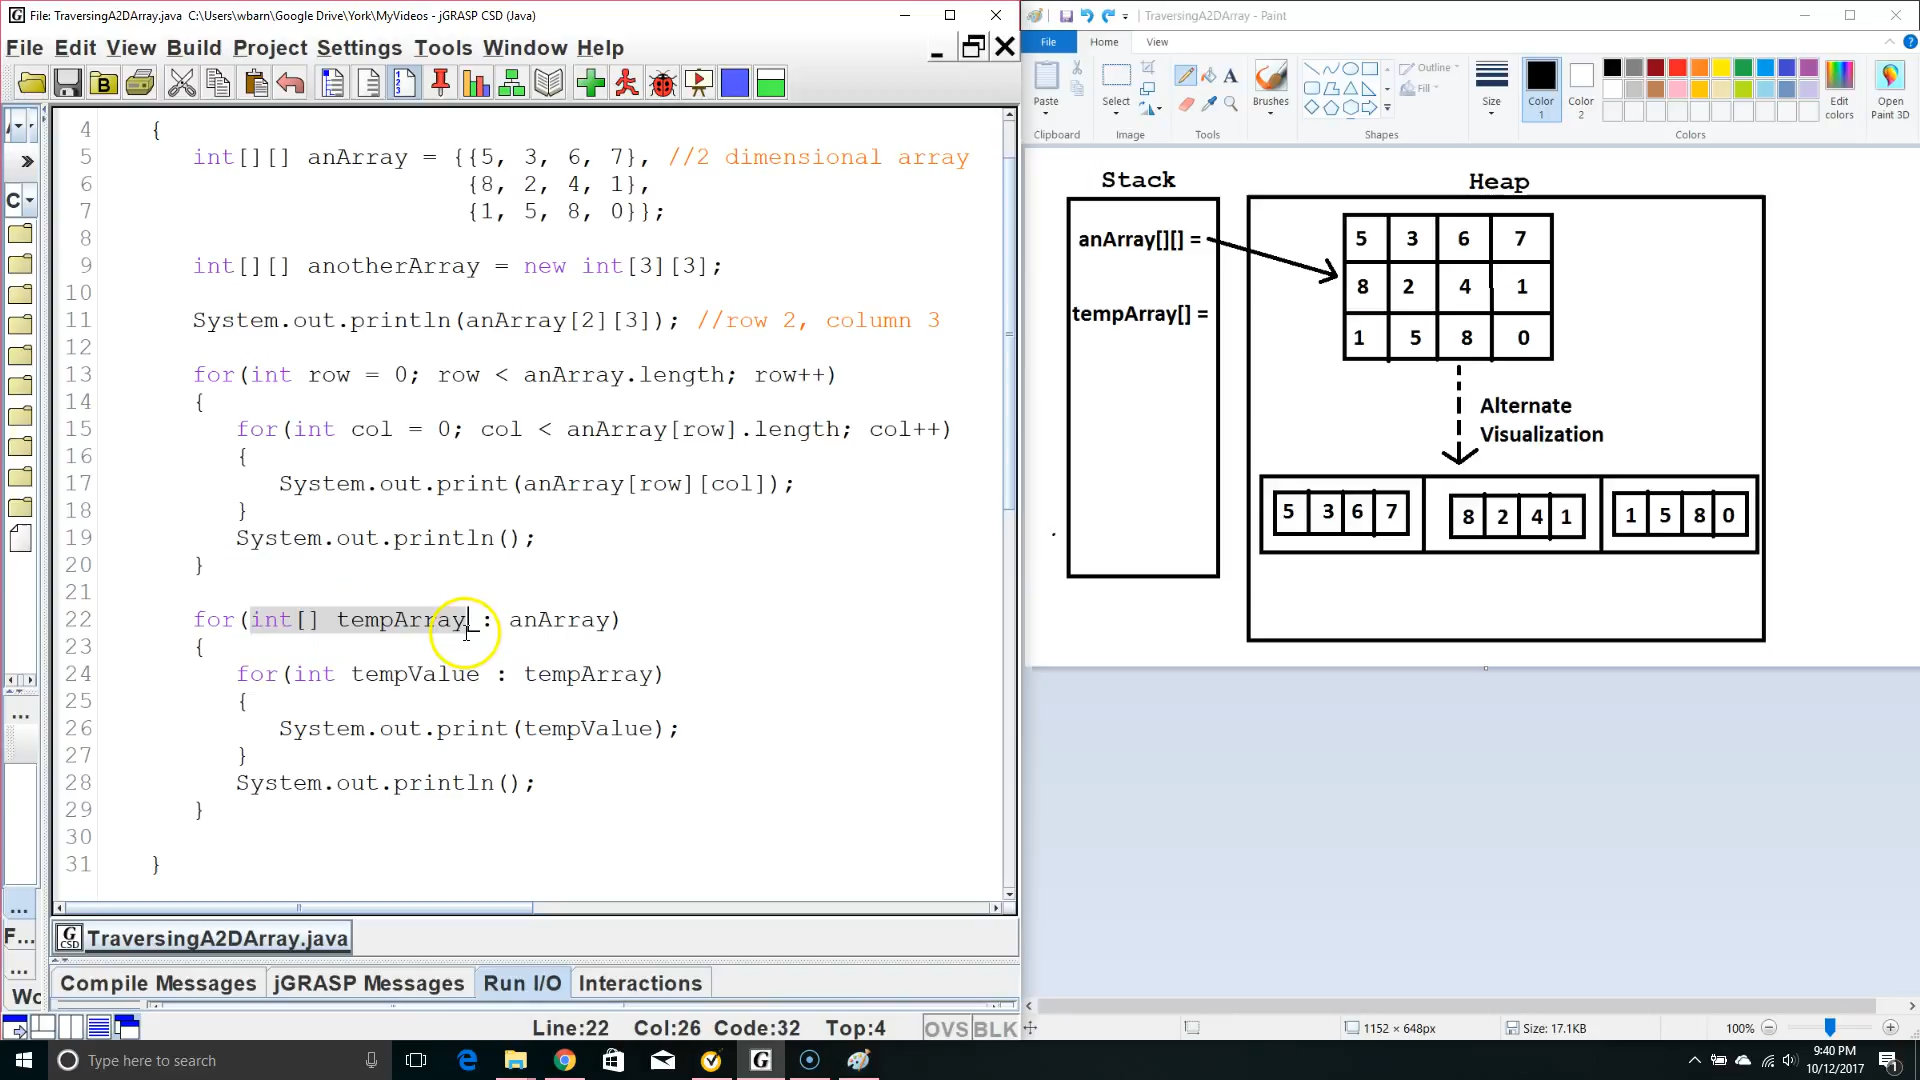 File: TraversingA2DArray.java C:\Users\wbarn\Google Drive\York\MyVideos - jGRASP CSD (Java)
File Edit View Build Project Settings Tools Window Help
4 {
5 int[][] anArray = {{5, 3, 6, 7}, //2 dimensional array
6 {8, 2, 4, 1},
7 {1, 5, 8, 0}};
8
9 int[][] anotherArray = new int[3][3];
10
11 System.out.println(anArray[2][3]); //row 2, column 3
12
13 for(int row = 0; row < anArray.length; row++)
14 {
15 for(int col = 0; col < anArray[row].length; col++)
16 {
17 System.out.print(anArray[row][col]);
18 }
19 System.out.println();
20 }
21
22 for(int[] tempArray : anArray)
23 {
24 for(int tempValue : tempArray)
25 {
26 System.out.print(tempValue);
27 }
28 System.out.println();
29 }
30
31 }
TraversingA2DArray.java
Compile Messages jGRASP Messages Run I/O Interactions
Line:22 Col:26 Code:32 Top:4 OVS BLK
TraversingA2DArray - Paint
File Home View
Paste Select Brushes Outline Fill Size Color 1 Color 2 Edit colors Open Paint 3D
Clipboard Image Tools Shapes Colors
Stack Heap
anArray[][] =
tempArray[] =
5 3 6 7
8 2 4 1
1 5 8 0
Alternate
Visualization
5 3 6 7 8 2 4 1 1 5 8 0
1152 × 648px Size: 17.1KB 100%
Type here to search
9:40 PM
10/12/2017